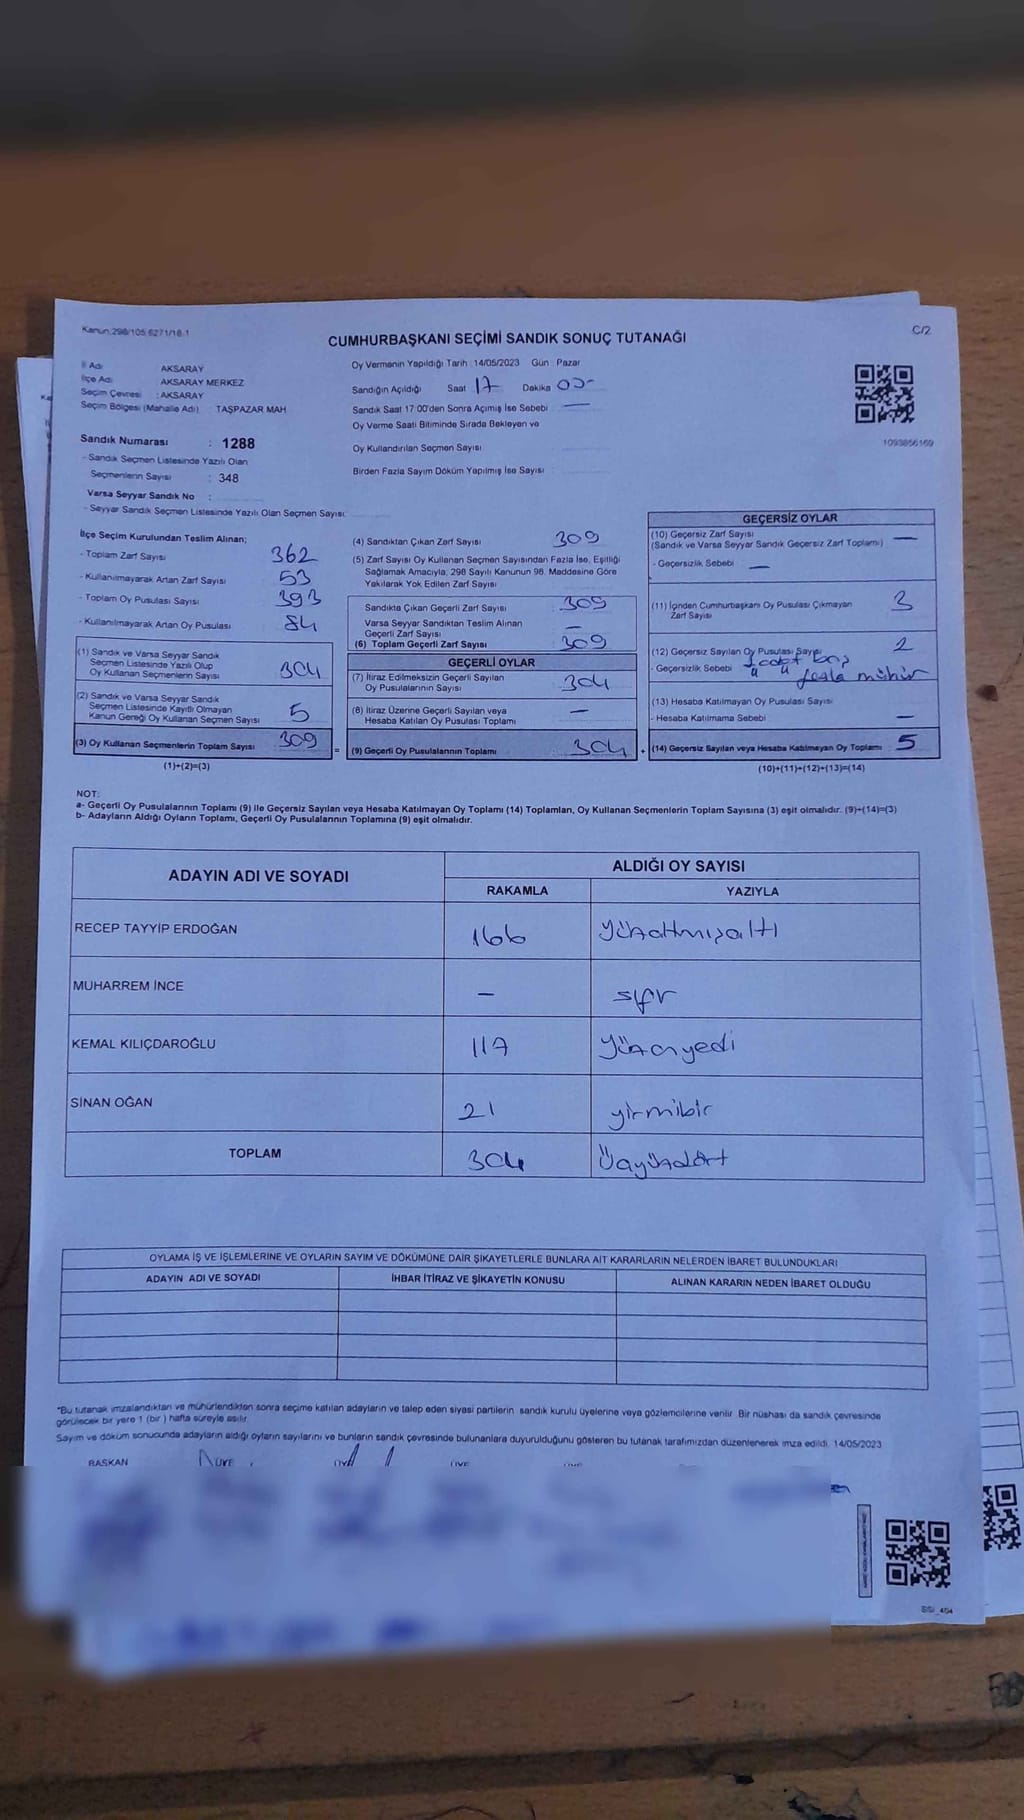 Kanun:298/105 6271/18-1
C/2
CUMHURBAŞKANI SEÇİMİ SANDIK SONUÇ TUTANAĞI
İl Adı AKSARAY
İlçe Adı AKSARAY MERKEZ
Seçim Çevresi : AKSARAY
Seçim Bölgesi (Mahalle Adı) : TAŞPAZAR MAH
Sandık Numarası : 1288
- Sandık Seçmen Listesinde Yazılı Olan
Seçmenlerin Sayısı : 348
Varsa Seyyar Sandık No :
- Seyyar Sandık Seçmen Listesinde Yazılı Olan Seçmen Sayısı:
Oy Vermenin Yapıldığı Tarih : 14/05/2023 Gün : Pazar
Sandığın Açıldığı Saat 17 Dakika 00-
Sandık Saat 17:00'den Sonra Açılmış İse Sebebi —
Oy Verme Saati Bitiminde Sırada Bekleyen ve
Oy Kullandırılan Seçmen Sayısı
Birden Fazla Sayım Döküm Yapılmış İse Sayısı
1093856169
İlçe Seçim Kurulundan Teslim Alınan;
- Toplam Zarf Sayısı 362
- Kullanılmayarak Artan Zarf Sayısı 53
- Toplam Oy Pusulası Sayısı 393
- Kullanılmayarak Artan Oy Pusulası 84
(1) Sandık ve Varsa Seyyar Sandık
Seçmen Listesinde Yazılı Olup
Oy Kullanan Seçmenlerin Sayısı 304
(2) Sandık ve Varsa Seyyar Sandık
Seçmen Listesinde Kayıtlı Olmayan
Kanun Gereği Oy Kullanan Seçmen Sayısı 5
(3) Oy Kullanan Seçmenlerin Toplam Sayısı 309
(1)+(2)=(3)
(4) Sandıktan Çıkan Zarf Sayısı 309
(5) Zarf Sayısı Oy Kullanan Seçmen Sayısından Fazla İse, Eşitliği
Sağlamak Amacıyla, 298 Sayılı Kanunun 98. Maddesine Göre
Yakılarak Yok Edilen Zarf Sayısı
Sandıkta Çıkan Geçerli Zarf Sayısı 309
Varsa Seyyar Sandıktan Teslim Alınan
Geçerli Zarf Sayısı —
(6) Toplam Geçerli Zarf Sayısı 309
GEÇERLİ OYLAR
(7) İtiraz Edilmeksizin Geçerli Sayılan
Oy Pusulalarının Sayısı 304
(8) İtiraz Üzerine Geçerli Sayılan veya
Hesaba Katılan Oy Pusulası Toplamı —
= (9) Geçerli Oy Pusulalarının Toplamı 304 +
GEÇERSİZ OYLAR
(10) Geçersiz Zarf Sayısı
(Sandık ve Varsa Seyyar Sandık Geçersiz Zarf Toplamı) —
- Geçersizlik Sebebi —
(11) İçinden Cumhurbaşkanı Oy Pusulası Çıkmayan
Zarf Sayısı 3
(12) Geçersiz Sayılan Oy Pusulası Sayısı 2
- Geçersizlik Sebebi 1 adet boş
fazla mühür
(13) Hesaba Katılmayan Oy Pusulası Sayısı
- Hesaba Katılmama Sebebi —
(14) Geçersiz Sayılan veya Hesaba Katılmayan Oy Toplamı 5
(10)+(11)+(12)+(13)=(14)
NOT:
a- Geçerli Oy Pusulalarının Toplamı (9) ile Geçersiz Sayılan veya Hesaba Katılmayan Oy Toplamı (14) Toplamları, Oy Kullanan Seçmenlerin Toplam Sayısına (3) eşit olmalıdır. (9)+(14)=(3)
b- Adayların Aldığı Oyların Toplamı, Geçerli Oy Pusulalarının Toplamına (9) eşit olmalıdır.
ADAYIN ADI VE SOYADI
ALDIĞI OY SAYISI
RAKAMLA YAZIYLA
RECEP TAYYİP ERDOĞAN 166 Yüzaltmışaltı
MUHARREM İNCE — sıfır
KEMAL KILIÇDAROĞLU 117 Yüzonyedi
SİNAN OĞAN 21 yirmibir
TOPLAM 304 Üçyüzdört
OYLAMA İŞ VE İŞLEMLERİNE VE OYLARIN SAYIM VE DÖKÜMÜNE DAİR ŞİKAYETLERLE BUNLARA AİT KARARLARIN NELERDEN İBARET BULUNDUKLARI
ADAYIN ADI VE SOYADI İHBAR İTİRAZ VE ŞİKAYETİN KONUSU ALINAN KARARIN NEDEN İBARET OLDUĞU
*Bu tutanak imzalandıktan ve mühürlendikten sonra seçime katılan adayların ve talep eden siyasi partilerin sandık kurulu üyelerine veya gözlemcilerine verilir. Bir nüshası da sandık çevresinde
görülecek bir yere 1 (bir) hafta süreyle asılır.
Sayım ve döküm sonucunda adayların aldığı oyların sayılarını ve bunların sandık çevresinde bulunanlara duyurulduğunu gösteren bu tutanak tarafımızdan düzenlenerek imza edildi. 14/05/2023
BAŞKAN